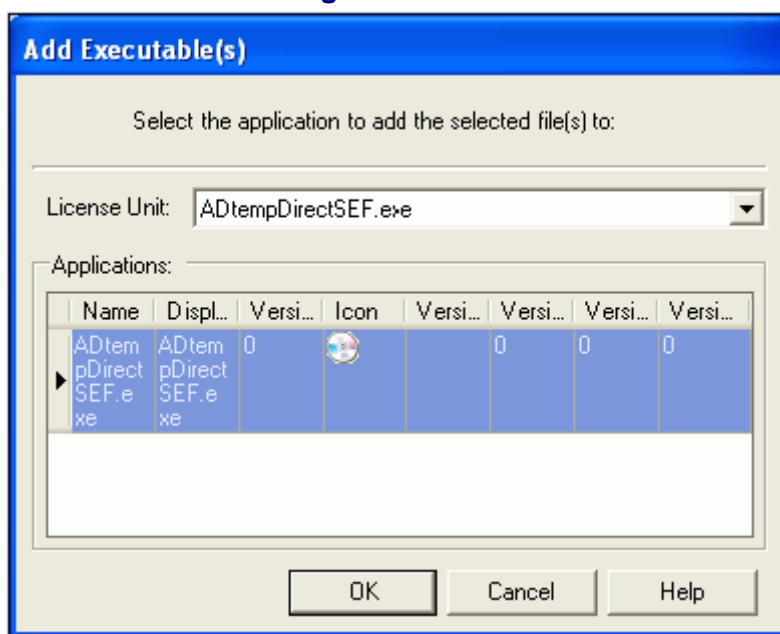 Add Executable(s)
Select the application to add the selected file(s) to:
License Unit: ADtempDirectSEF.exe
Applications:
Name Displ... Versi... Icon Versi... Versi... Versi... Versi...
ADtem ADtem 0 0 0 0
pDirect pDirect
SEF.e SEF.e
xe xe
OK Cancel Help